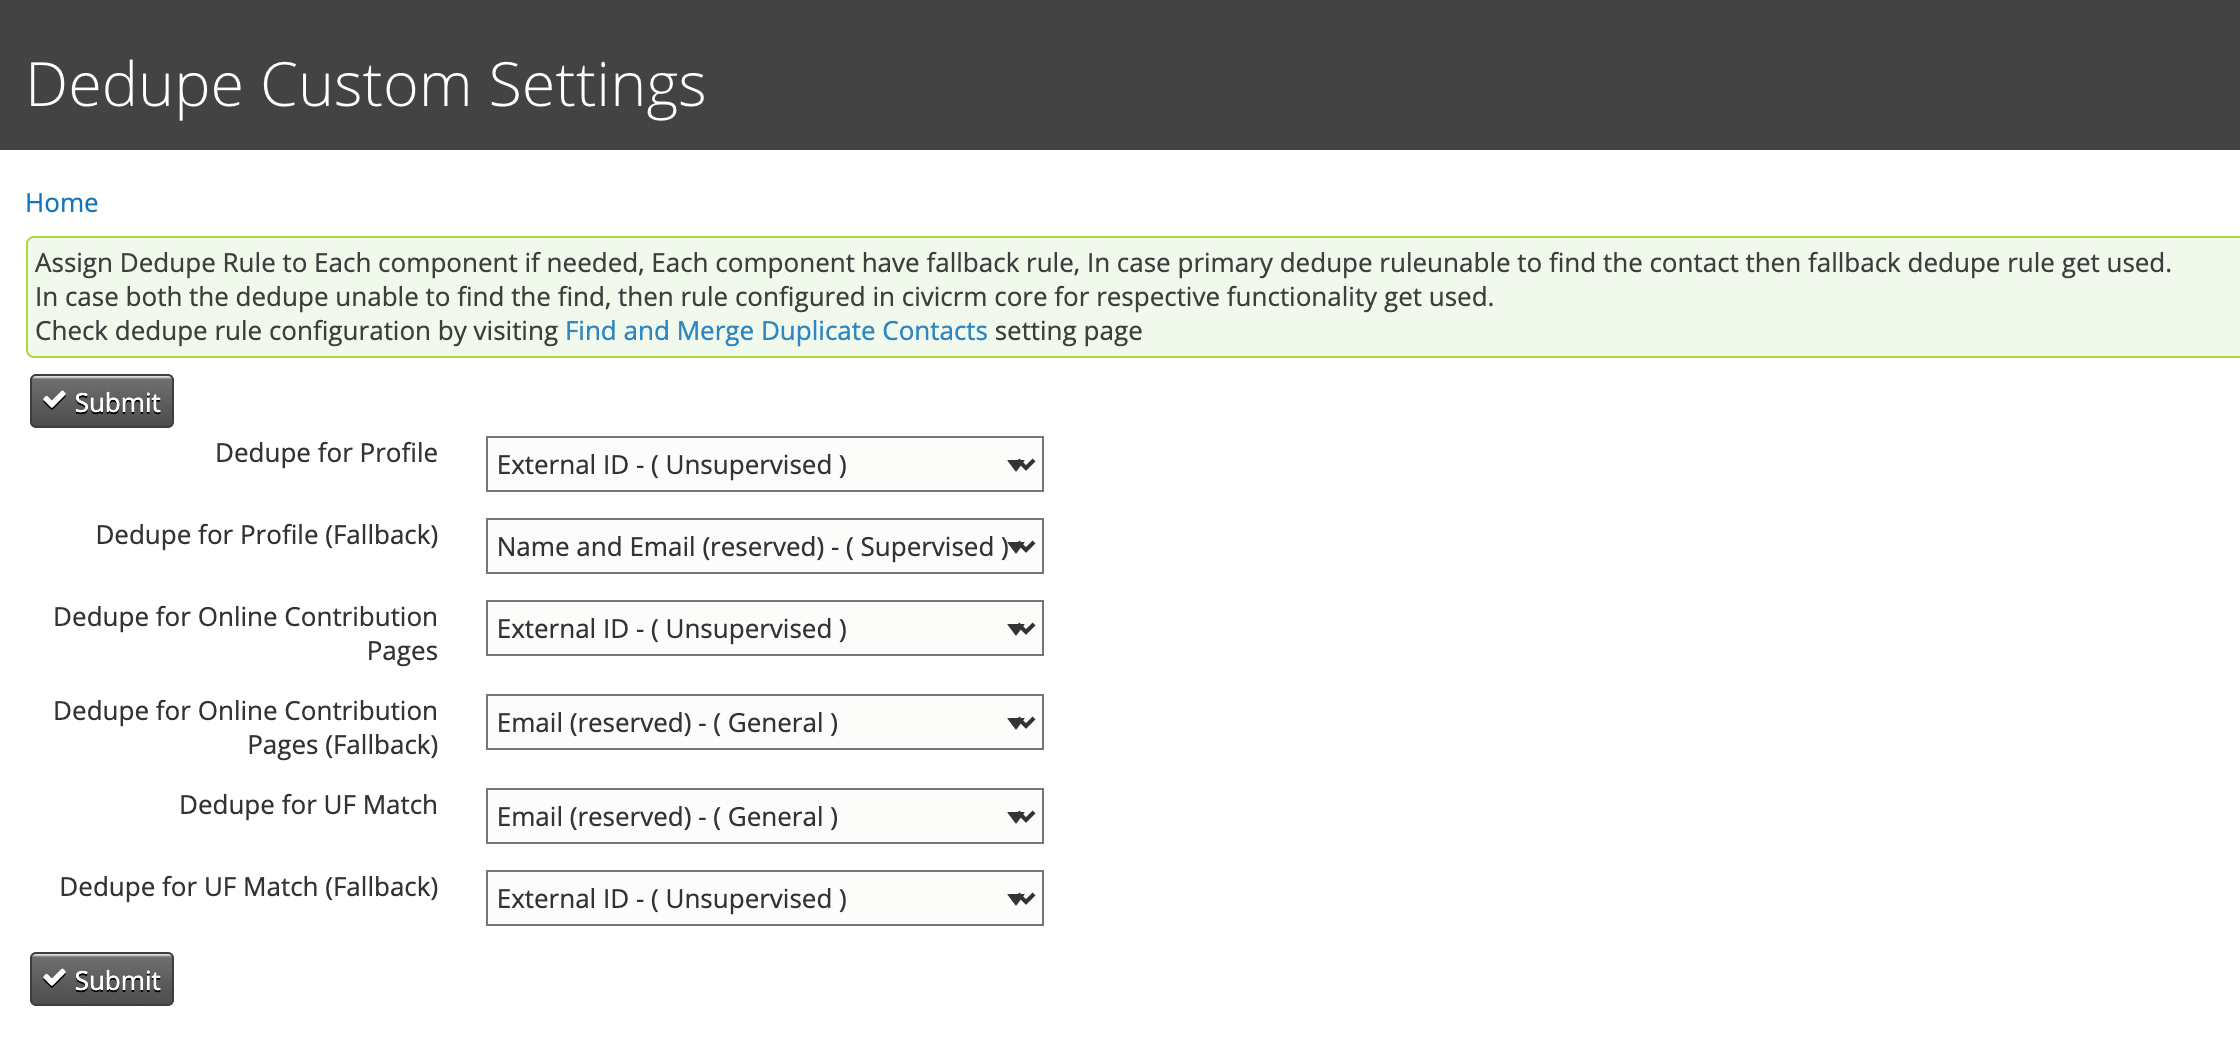 Dedupe Custom Settings
Home
Assign Dedupe Rule to Each component if needed, Each component have fallback rule, In case primary dedupe ruleunable to find the contact then fallback dedupe rule get used.
In case both the dedupe unable to find the find, then rule configured in civicrm core for respective functionality get used.
Check dedupe rule configuration by visiting Find and Merge Duplicate Contacts setting page
Submit
Dedupe for Profile
External ID - ( Unsupervised )
Dedupe for Profile (Fallback)
Name and Email (reserved) - ( Supervised )
Dedupe for Online Contribution
Pages
External ID - ( Unsupervised )
Dedupe for Online Contribution
Pages (Fallback)
Email (reserved) - ( General )
Dedupe for UF Match
Email (reserved) - ( General )
Dedupe for UF Match (Fallback)
External ID - ( Unsupervised )
Submit